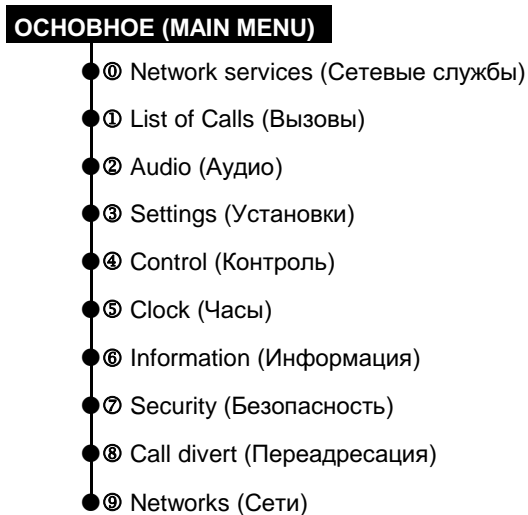 ОСНОВНОЕ (MAIN MENU)
⓪ Network services (Сетевые службы)
① List of Calls (Вызовы)
② Audio (Аудио)
③ Settings (Установки)
④ Control (Контроль)
⑤ Clock (Часы)
⑥ Information (Информация)
⑦ Security (Безопасность)
⑧ Call divert (Переадресация)
⑨ Networks (Сети)